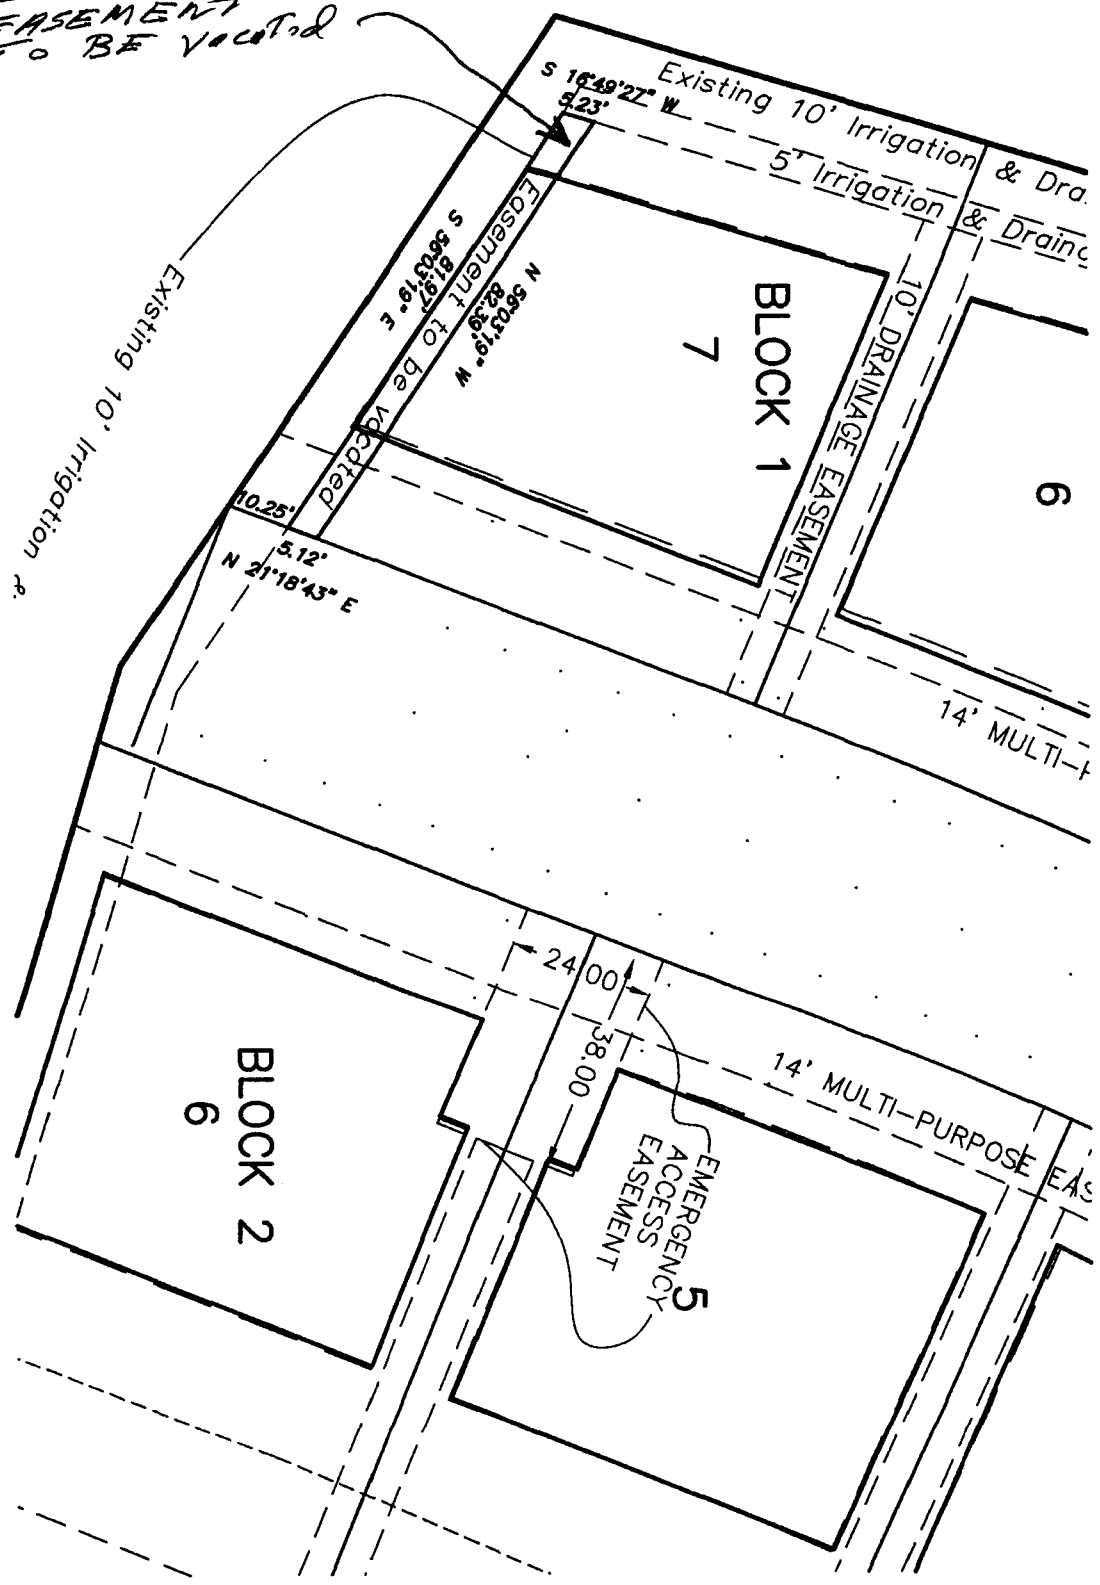 EASEMENT
To BE Vacated
S 16°49'27" W
5.23'
Existing 10' Irrigation & Dra
5' Irrigation & Drainag
Easement to be vacated
S 56°03'19" E
81.97'
N 56°03'19" W
82.39'
BLOCK 1
7
10' DRAINAGE EASEMENT
6
Existing 10' Irrigation &
10.25'
5.12'
N 21°18'43" E
14' MULTI-P
24.00
38.00
14' MULTI-PURPOSE EAS
EMERGENCY
ACCESS
EASEMENT
5
BLOCK 2
6